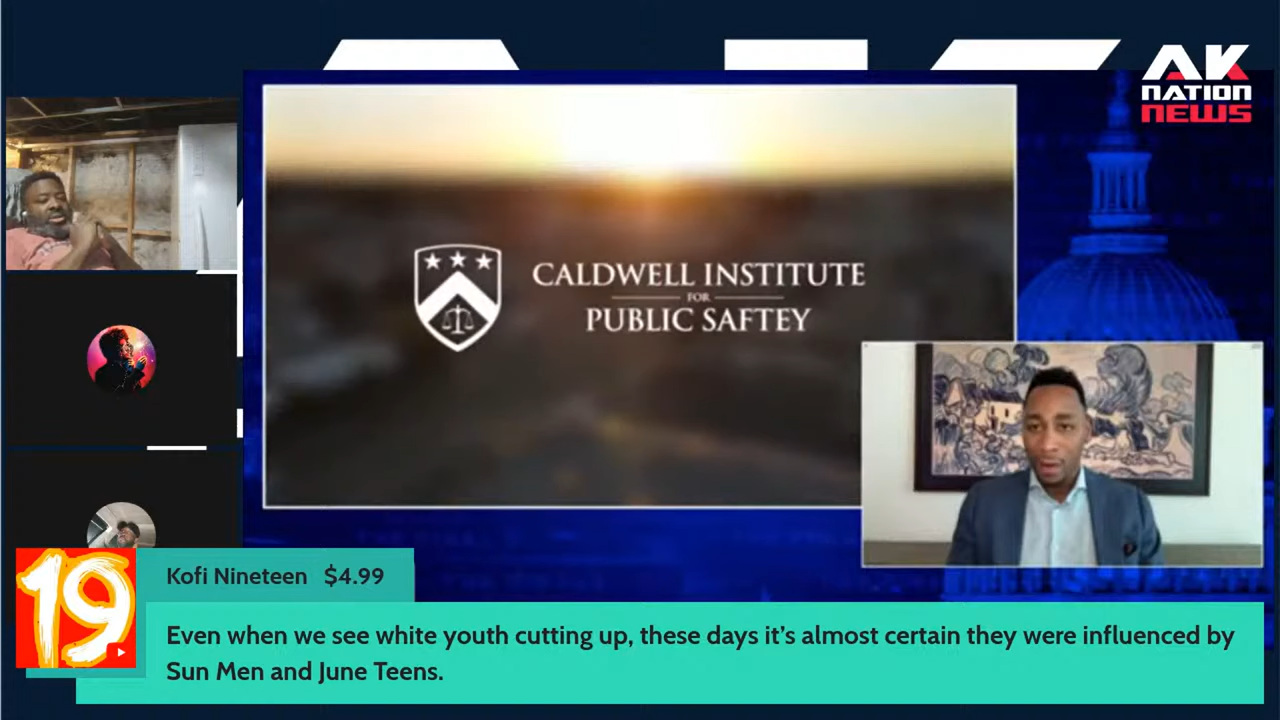 AK
NATION
NEWS
CALDWELL INSTITUTE
FOR
PUBLIC SAFTEY
19
Kofi Nineteen $4.99
Even when we see white youth cutting up, these days it's almost certain they were influenced by
Sun Men and June Teens.